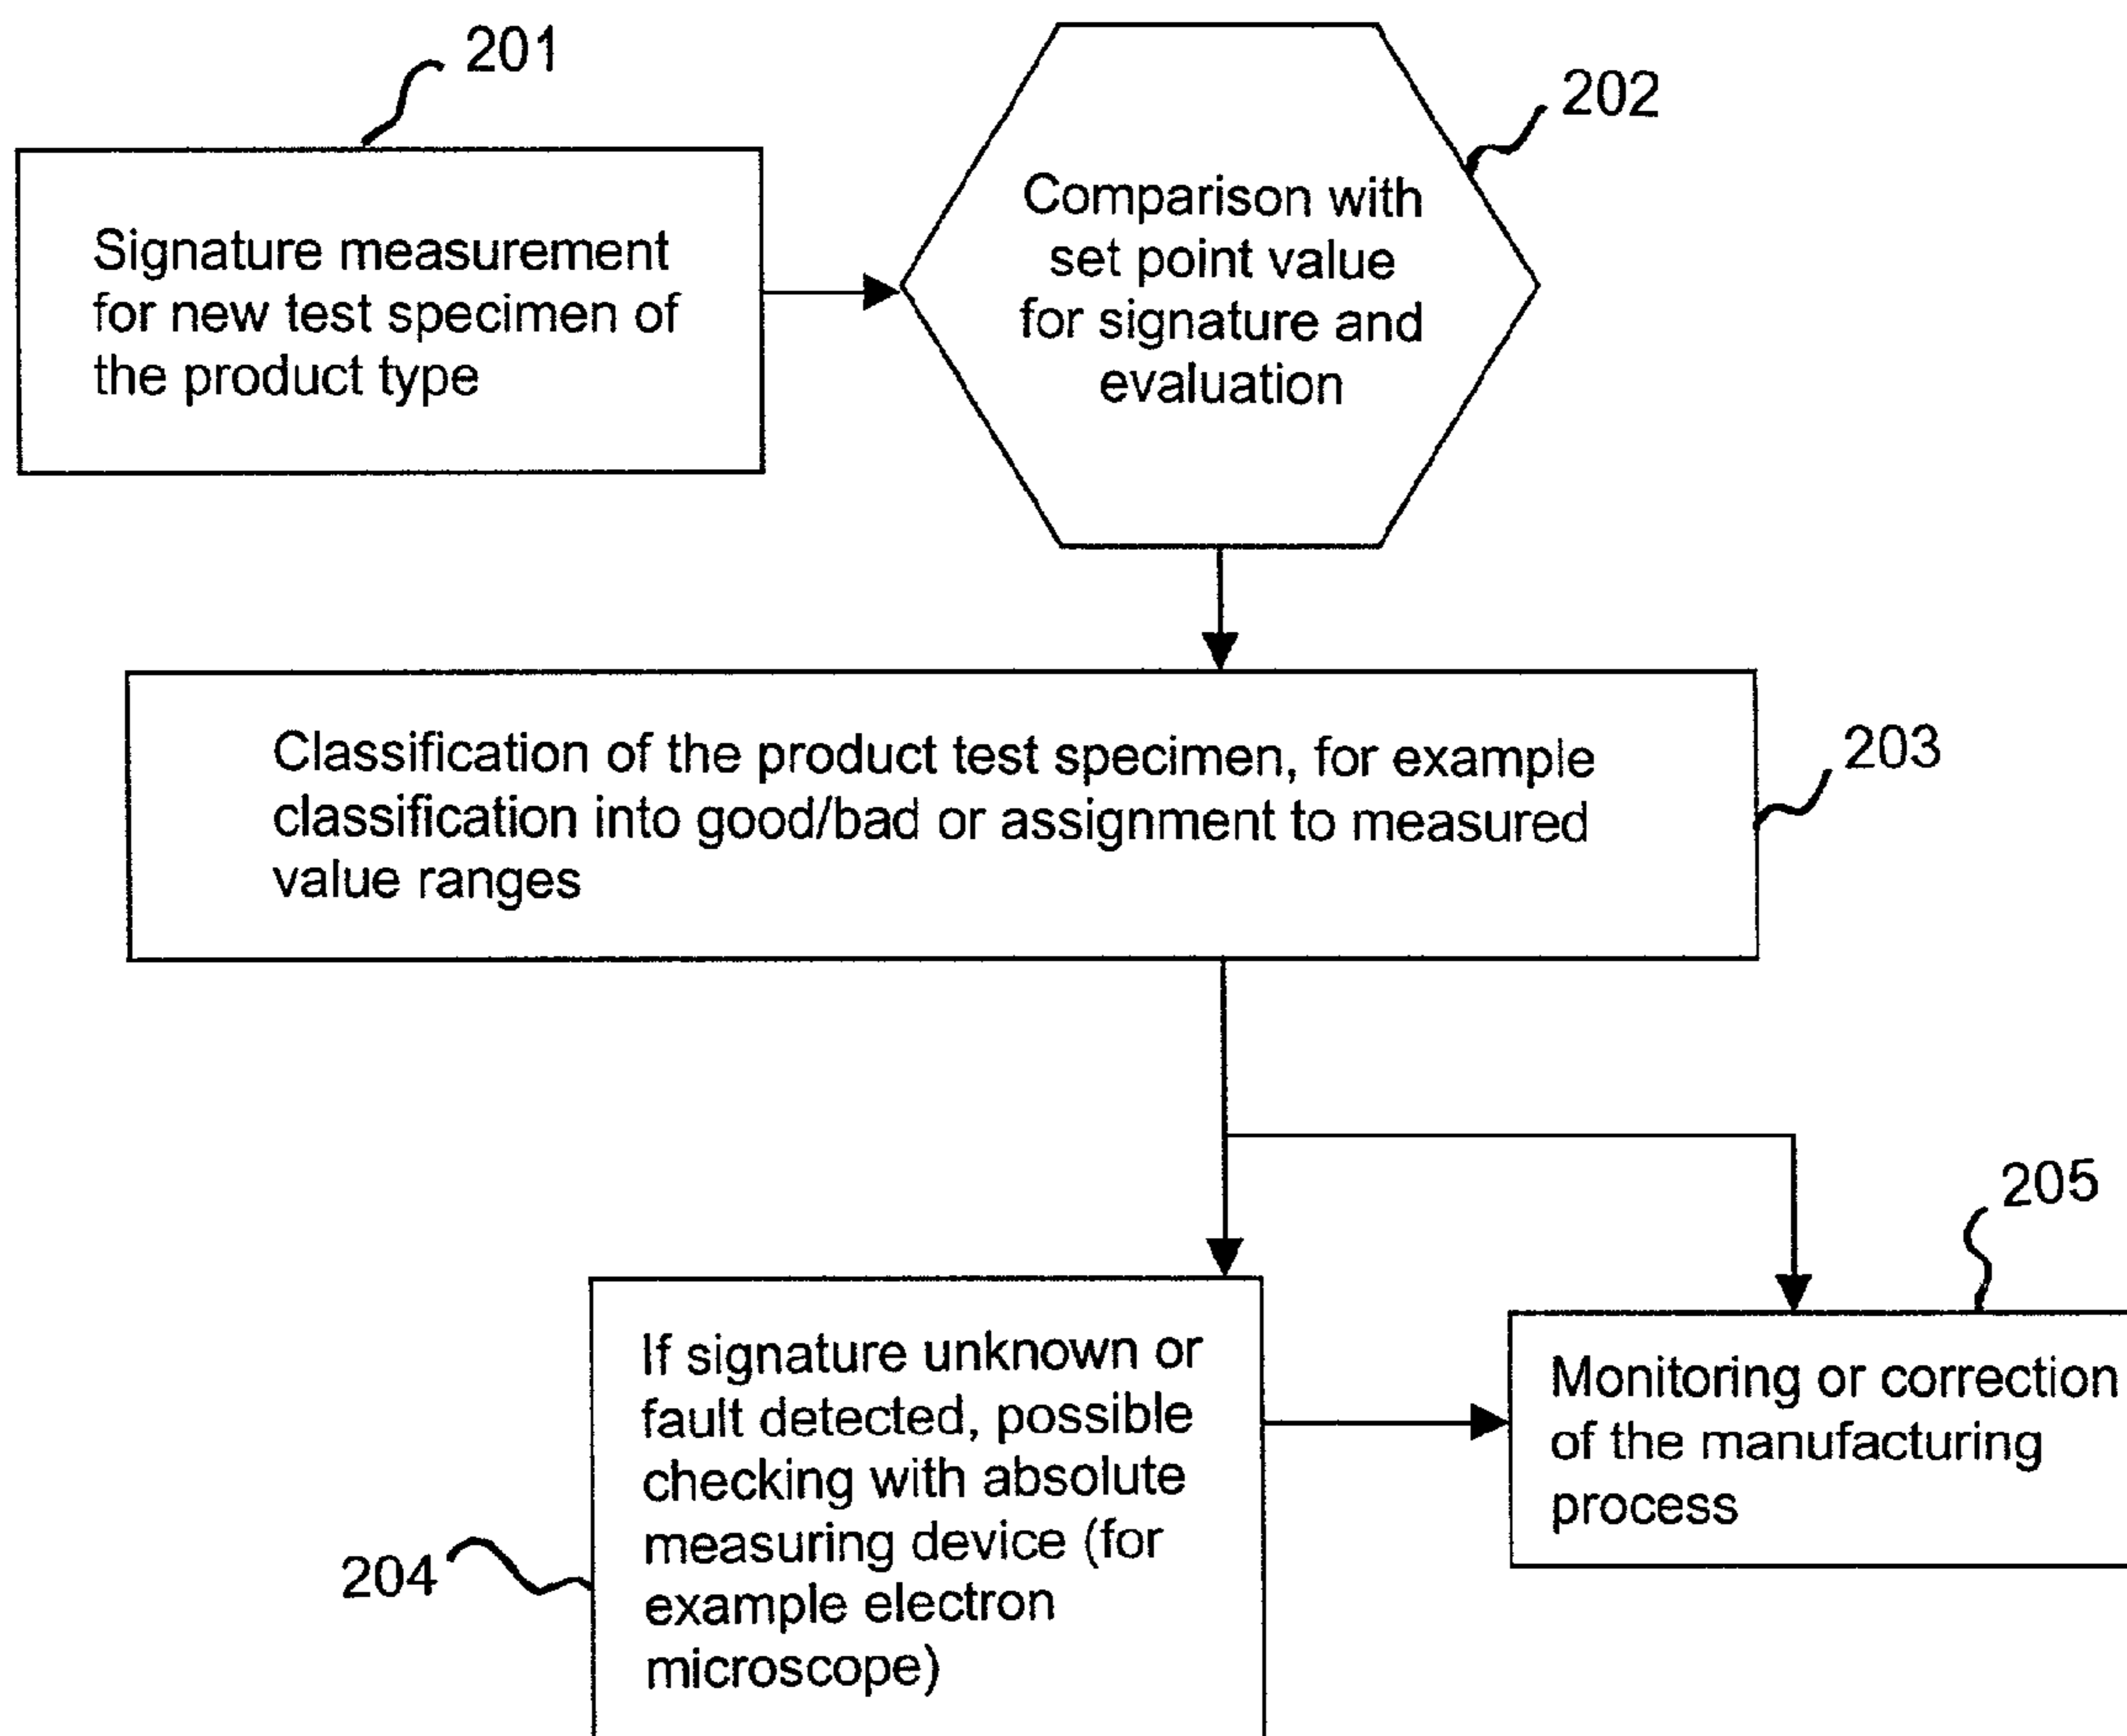 201
Signature measurement
for new test specimen of
the product type
202
Comparison with
set point value
for signature and
evaluation
203
Classification of the product test specimen, for example
classification into good/bad or assignment to measured
value ranges
204
If signature unknown or
fault detected, possible
checking with absolute
measuring device (for
example electron
microscope)
205
Monitoring or correction
of the manufacturing
process